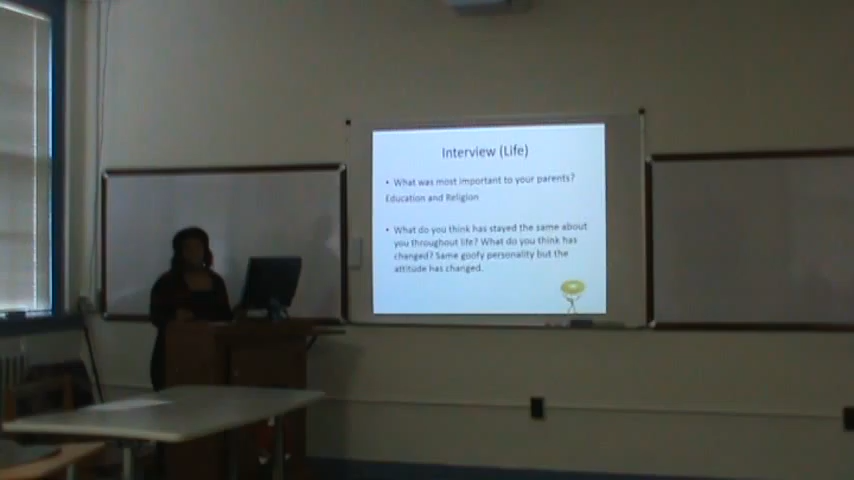 Interview (Life)
• What was most important to your parents?
Education and Religion
• What do you think has stayed the same about
you throughout life? What do you think has
changed? Same goofy personality but the
attitude has changed.